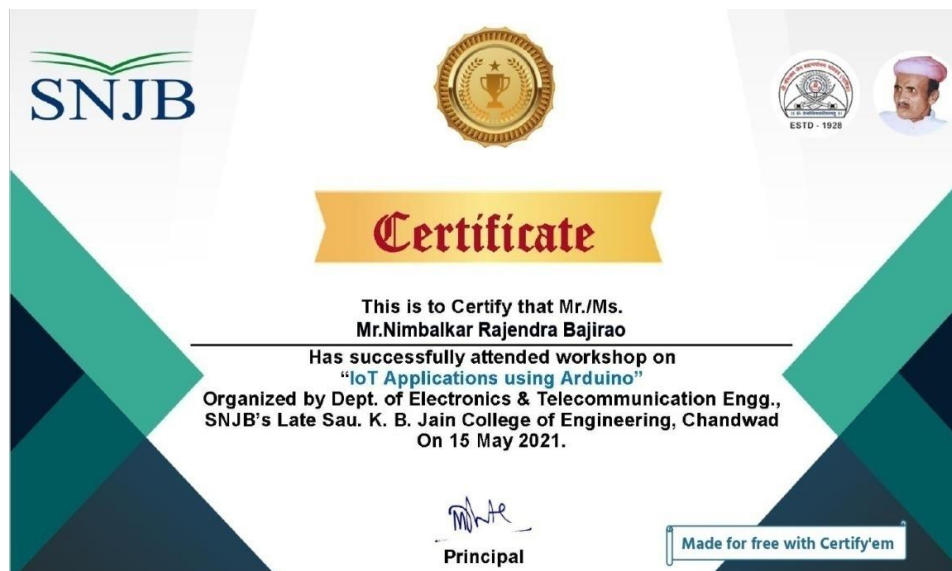 SNJB
ESTD - 1928
Certificate
This is to Certify that Mr./Ms.
Mr.Nimbalkar Rajendra Bajirao
Has successfully attended workshop on
“IoT Applications using Arduino”
Organized by Dept. of Electronics & Telecommunication Engg.,
SNJB's Late Sau. K. B. Jain College of Engineering, Chandwad
On 15 May 2021.
Principal
Made for free with Certify'em